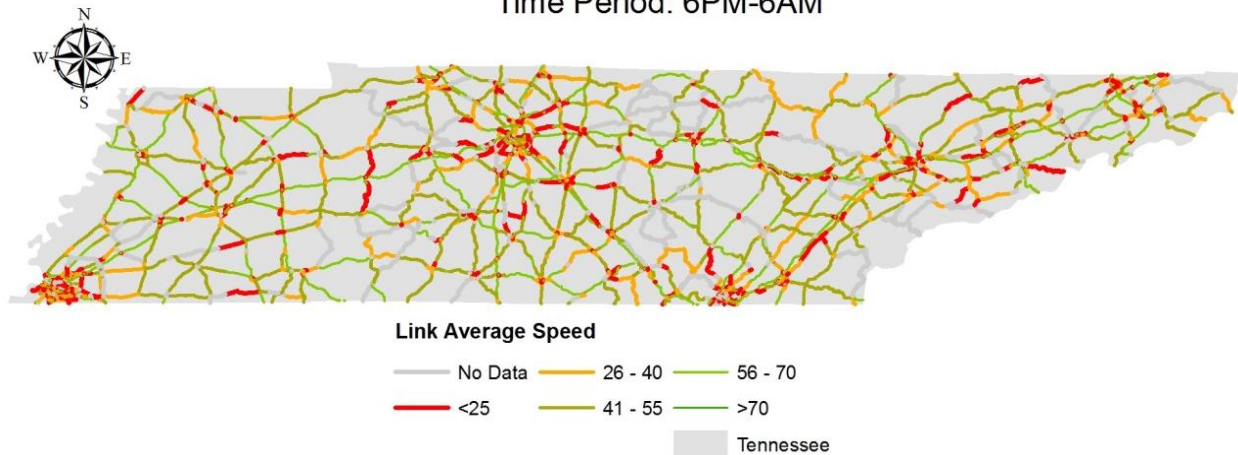 Time Period: 6PM-6AM
N
W E
S
Link Average Speed
No Data 26 - 40 56 - 70
<25 41 - 55 >70
Tennessee